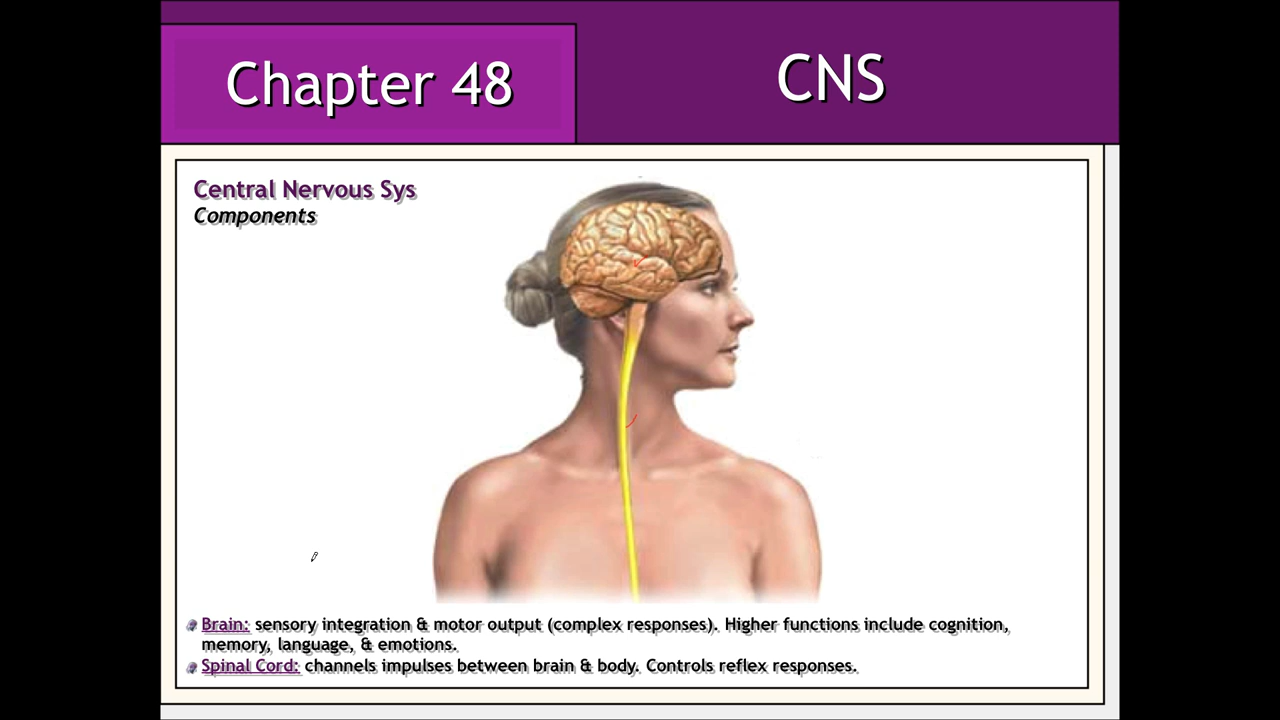 Chapter 48
CNS
Central Nervous Sys
Components
Brain: sensory integration & motor output (complex responses). Higher functions include cognition,
memory, language, & emotions.
Spinal Cord: channels impulses between brain & body. Controls reflex responses.